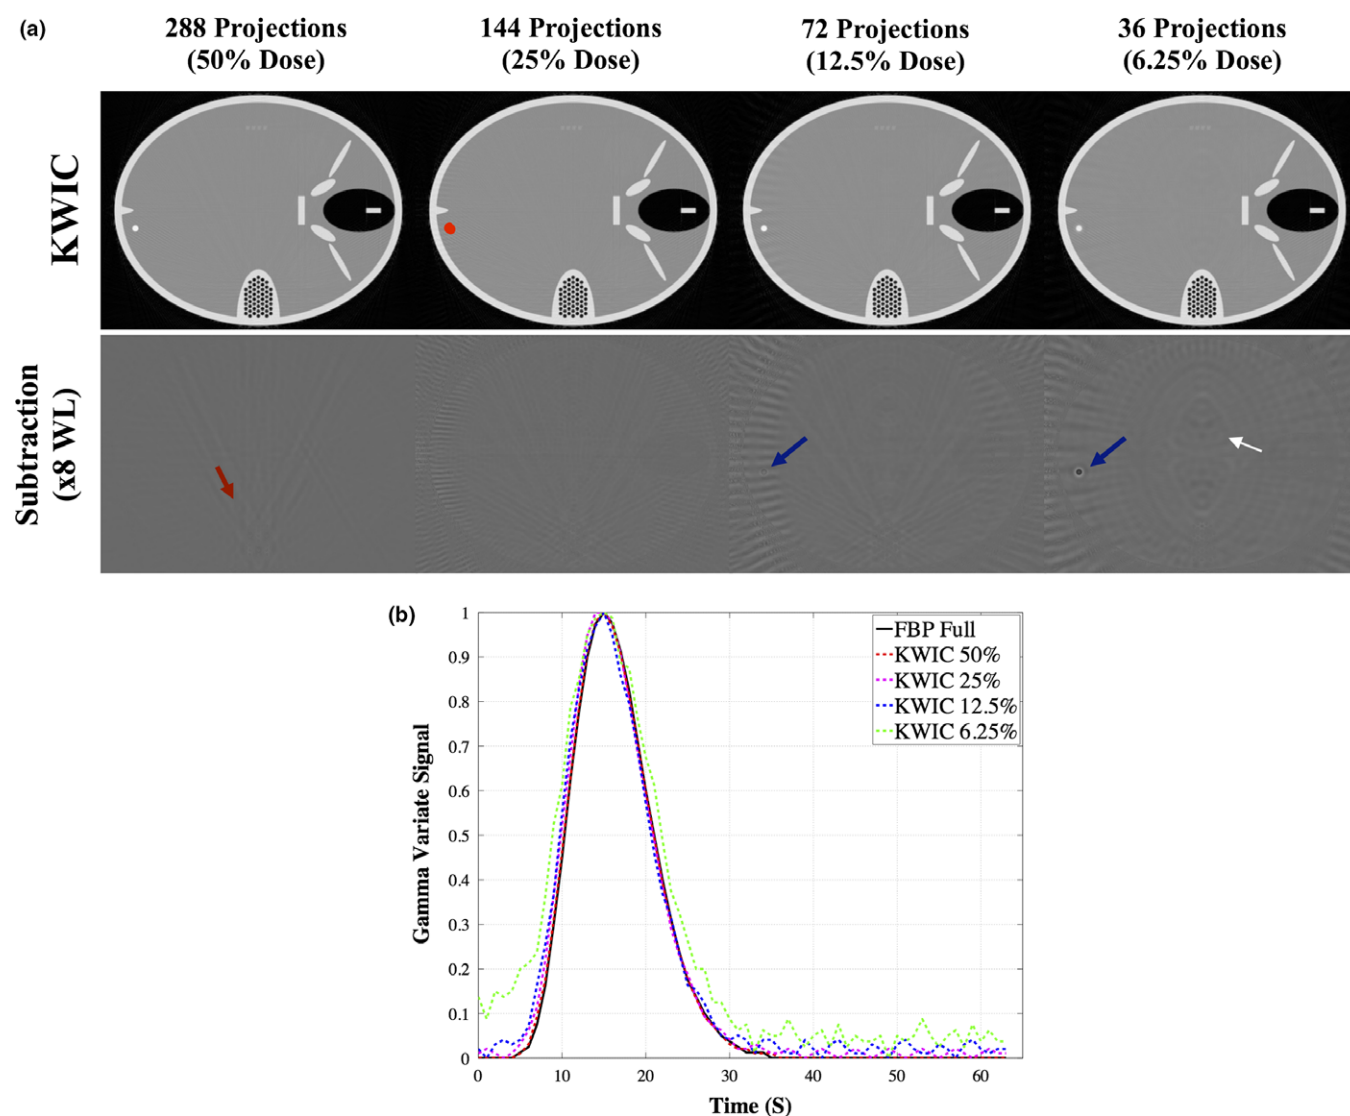 (a)
288 Projections
(50% Dose)
144 Projections
(25% Dose)
72 Projections
(12.5% Dose)
36 Projections
(6.25% Dose)
KWIC
Subtraction
(x8 WL)
(b)
1
0.9
0.8
0.7
0.6
0.5
0.4
0.3
0.2
0.1
0
Gamma Variate Signal
FBP Full
KWIC 50%
KWIC 25%
KWIC 12.5%
KWIC 6.25%
0 10 20 30 40 50 60
Time (S)